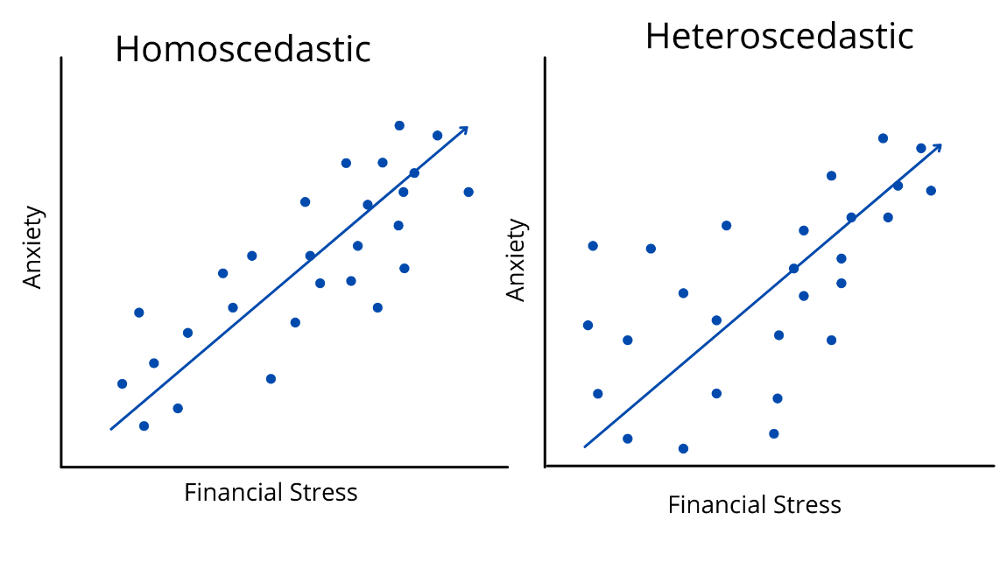 Homoscedastic
Anxiety
Financial Stress
Heteroscedastic
Anxiety
Financial Stress